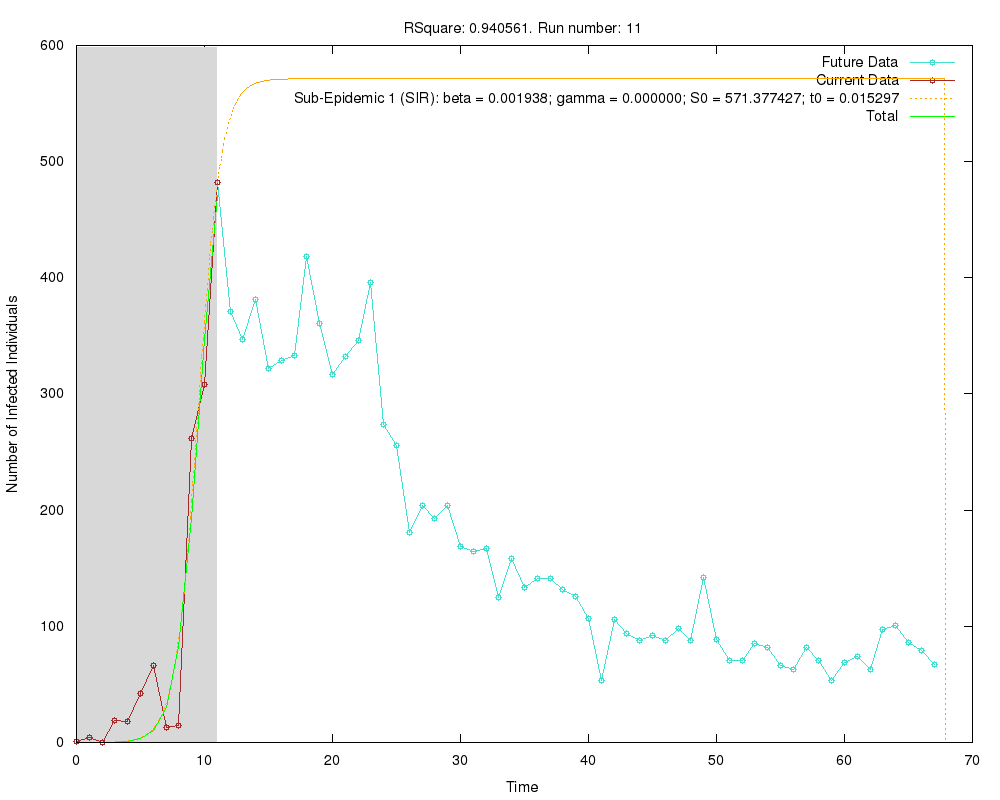 RSquare: 0.940561. Run number: 11
600
500
400
300
200
100
0
Number of Infected Individuals
Future Data
Current Data
Sub-Epidemic 1 (SIR): beta = 0.001938; gamma = 0.000000; S0 = 571.377427; t0 = 0.015297
Total
0 10 20 30 40 50 60 70
Time